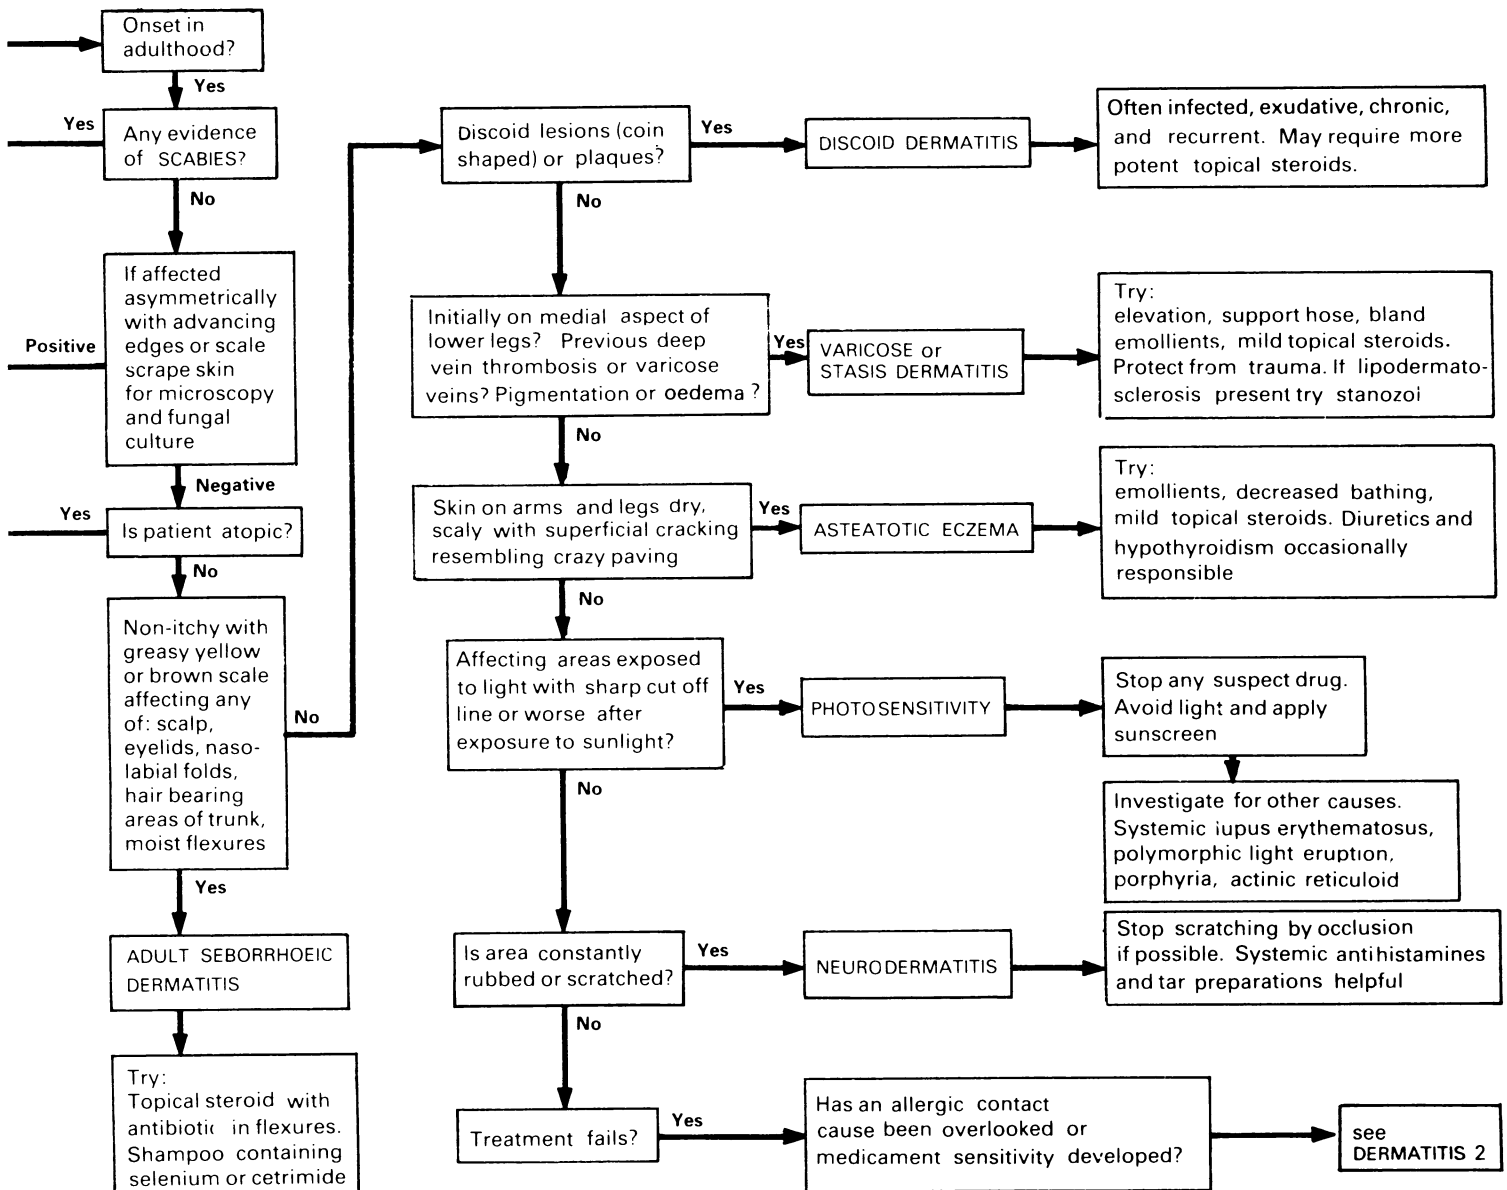 Onset in
adulthood?
Yes
Yes
Any evidence
of SCABIES?
No
If affected
asymmetrically
with advancing
edges or scale
scrape skin
for microscopy
and fungal
culture
Positive
Negative
Yes
Is patient atopic?
No
Non-itchy with
greasy yellow
or brown scale
affecting any
of: scalp,
eyelids, naso-
labial folds,
hair bearing
areas of trunk,
moist flexures
No
Yes
ADULT SEBORRHOEIC
DERMATITIS
Try:
Topical steroid with
antibiotic in flexures.
Shampoo containing
selenium or cetrimide
Discoid lesions (coin
shaped) or plaques?
Yes
DISCOID DERMATITIS
Often infected, exudative, chronic,
and recurrent. May require more
potent topical steroids.
No
Initially on medial aspect of
lower legs? Previous deep
vein thrombosis or varicose
veins? Pigmentation or oedema ?
Yes
VARICOSE or
STASIS DERMATITIS
Try:
elevation, support hose, bland
emollients, mild topical steroids.
Protect from trauma. If lipodermato-
sclerosis present try stanozol
No
Skin on arms and legs dry,
scaly with superficial cracking
resembling crazy paving
Yes
ASTEATOTIC ECZEMA
Try:
emollients, decreased bathing,
mild topical steroids. Diuretics and
hypothyroidism occasionally
responsible
No
Affecting areas exposed
to light with sharp cut off
line or worse after
exposure to sunlight?
Yes
PHOTOSENSITIVITY
Stop any suspect drug.
Avoid light and apply
sunscreen
Investigate for other causes.
Systemic lupus erythematosus,
polymorphic light eruption,
porphyria, actinic reticuloid
No
Is area constantly
rubbed or scratched?
Yes
NEURODERMATITIS
Stop scratching by occlusion
if possible. Systemic antihistamines
and tar preparations helpful
No
Treatment fails?
Yes
Has an allergic contact
cause been overlooked or
medicament sensitivity developed?
see
DERMATITIS 2